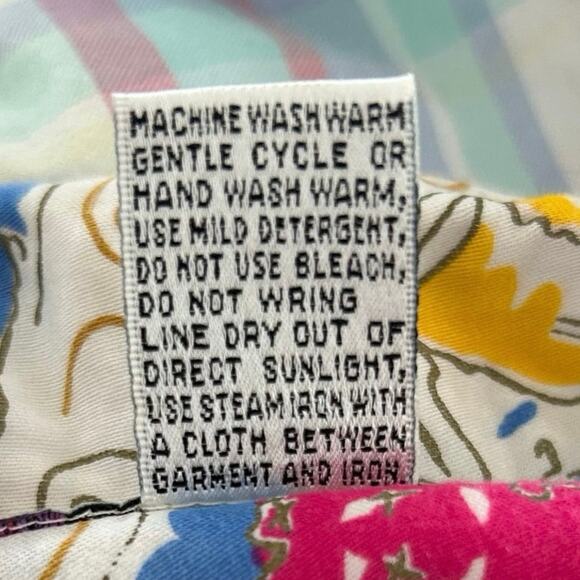 MACHINE WASH WARM
GENTLE CYCLE OR
HAND WASH WARM,
USE MILD DETERGENT,
DO NOT USE BLEACH,
DO NOT WRING
LINE DRY OUT OF
DIRECT SUNLIGHT,
USE STEAM IRON WITH
A CLOTH BETWEEN
GARMENT AND IRON.